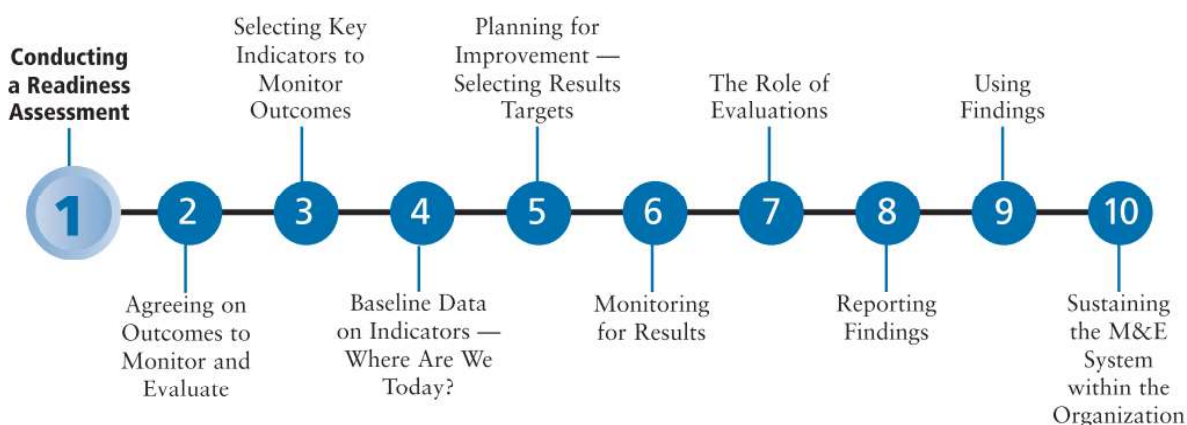 Conducting
a Readiness
Assessment
1
2
Agreeing on
Outcomes to
Monitor and
Evaluate
Selecting Key
Indicators to
Monitor
Outcomes
3
4
Baseline Data
on Indicators —
Where Are We
Today?
Planning for
Improvement —
Selecting Results
Targets
5
6
Monitoring
for Results
The Role of
Evaluations
7
8
Reporting
Findings
Using
Findings
9
10
Sustaining
the M&E
System
within the
Organization